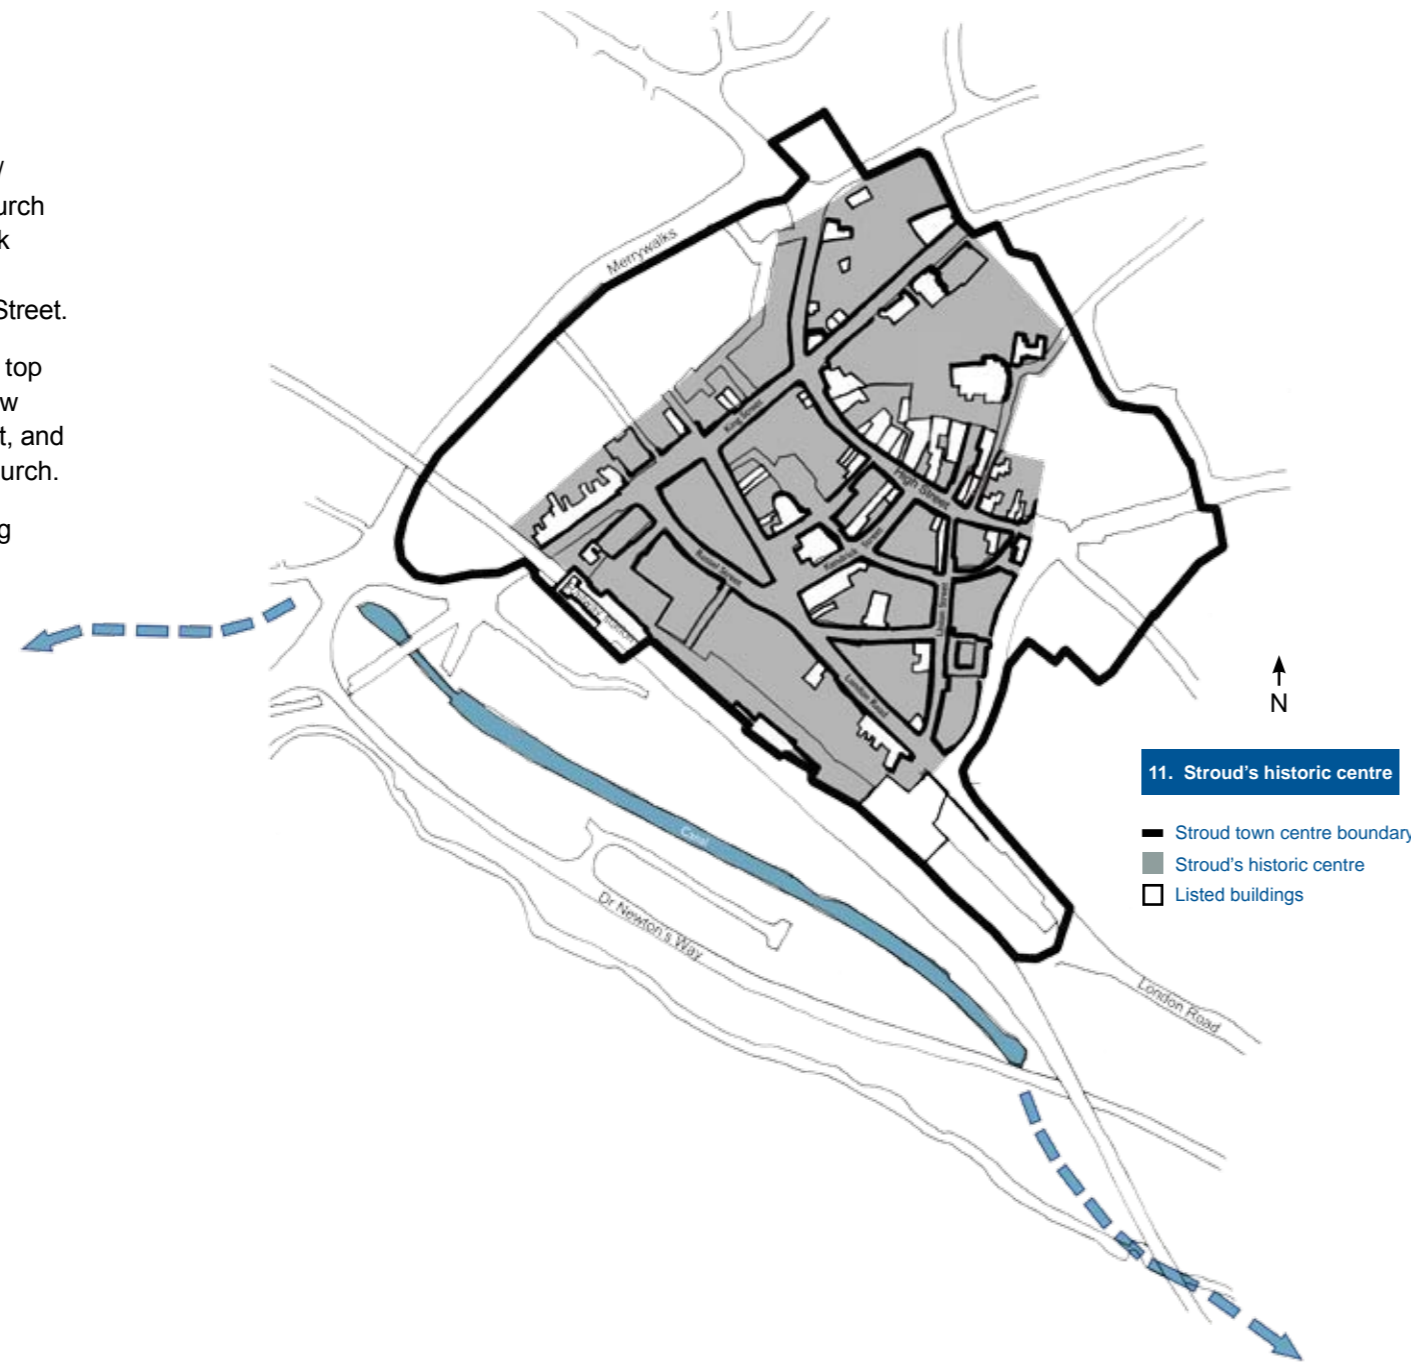 urch
k
Street.
top
w
t, and
urch.
g
Merrywalks
King Street
High Street
Kendrick Street
Russel Street
Union Street
London Road
Canal
Dr Newton's Way
London Road
N
11. Stroud's historic centre
Stroud town centre boundary
Stroud's historic centre
Listed buildings